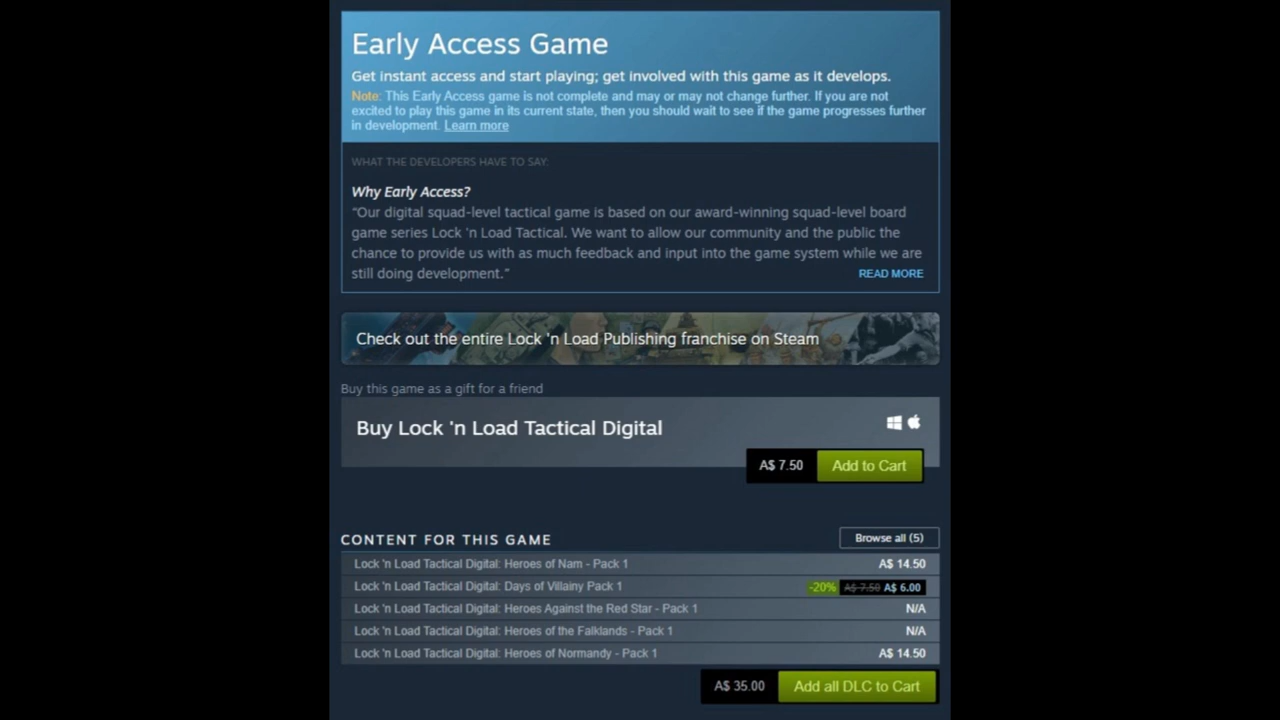 Early Access Game
Get instant access and start playing; get involved with this game as it develops.
Note: This Early Access game is not complete and may or may not change further. If you are not
excited to play this game in its current state, then you should wait to see if the game progresses further
in development. Learn more
WHAT THE DEVELOPERS HAVE TO SAY:
Why Early Access?
“Our digital squad-level tactical game is based on our award-winning squad-level board
game series Lock 'n Load Tactical. We want to allow our community and the public the
chance to provide us with as much feedback and input into the game system while we are
still doing development.”
READ MORE
Check out the entire Lock 'n Load Publishing franchise on Steam
Buy this game as a gift for a friend
Buy Lock 'n Load Tactical Digital
A$ 7.50 Add to Cart
CONTENT FOR THIS GAME Browse all (5)
Lock 'n Load Tactical Digital: Heroes of Nam - Pack 1 A$ 14.50
Lock 'n Load Tactical Digital: Days of Villainy Pack 1 -20% A$ 7.50 A$ 6.00
Lock 'n Load Tactical Digital: Heroes Against the Red Star - Pack 1 N/A
Lock 'n Load Tactical Digital: Heroes of the Falklands - Pack 1 N/A
Lock 'n Load Tactical Digital: Heroes of Normandy - Pack 1 A$ 14.50
A$ 35.00 Add all DLC to Cart